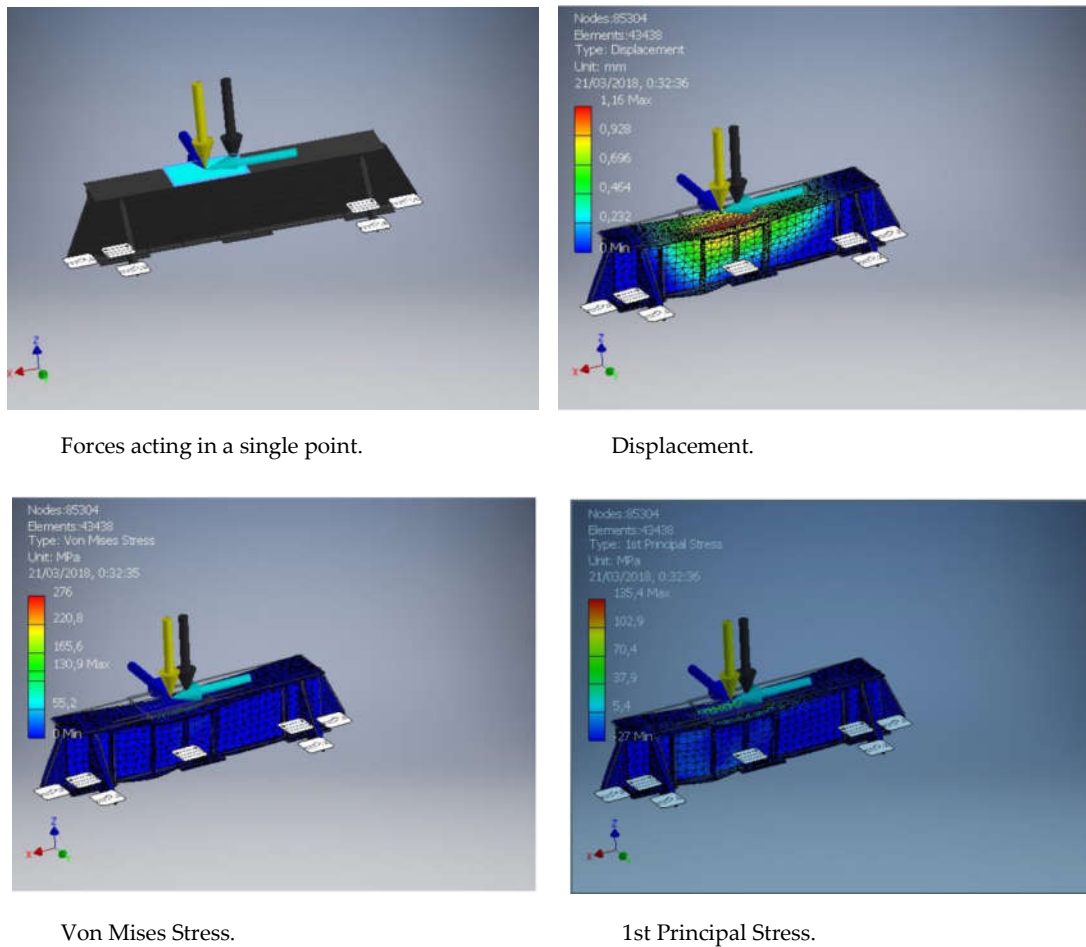 Nodes:85304
Elements:43438
Type: Displacement
Unit: mm
21/03/2018, 0:32:36
1,16 Max
0,928
0,696
0,464
0,232
0 Min
Z
X
Z
X
Forces acting in a single point.
Displacement.
Nodes:85304
Elements:43438
Type: Von Mises Stress
Unit: MPa
21/03/2018, 0:32:35
276
220,8
165,6
130,9 Max
55,2
0 Min
Z
X
Nodes:85304
Elements:43438
Type: 1st Principal Stress
Unit: MPa
21/03/2018, 0:32:36
135,4 Max
102,9
70,4
37,9
5,4
-27 Min
Z
X
Von Mises Stress.
1st Principal Stress.